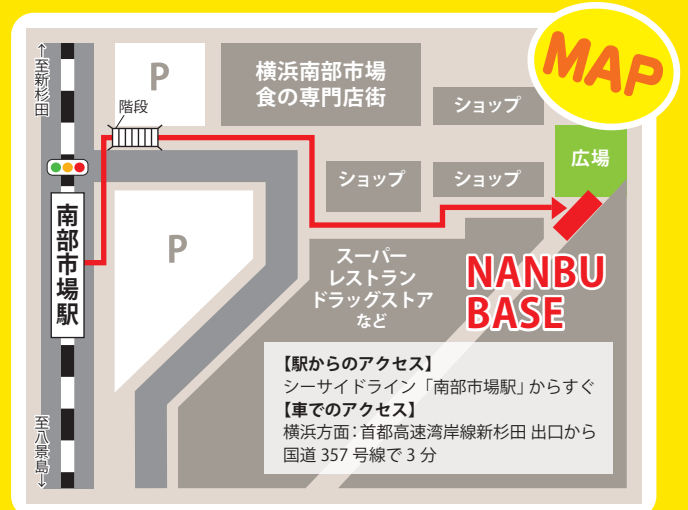 MAP
↑至新杉田
P
階段
横浜南部市場
食の専門店街
ショップ
広場
ショップ
ショップ
南部市場駅
P
スーパー
レストラン
ドラッグストア
など
NANBU
BASE
【駅からのアクセス】
シーサイドライン「南部市場駅」からすぐ
【車でのアクセス】
横浜方面：首都高速湾岸線新杉田 出口から
国道 357 号線で 3 分
至八景島↓